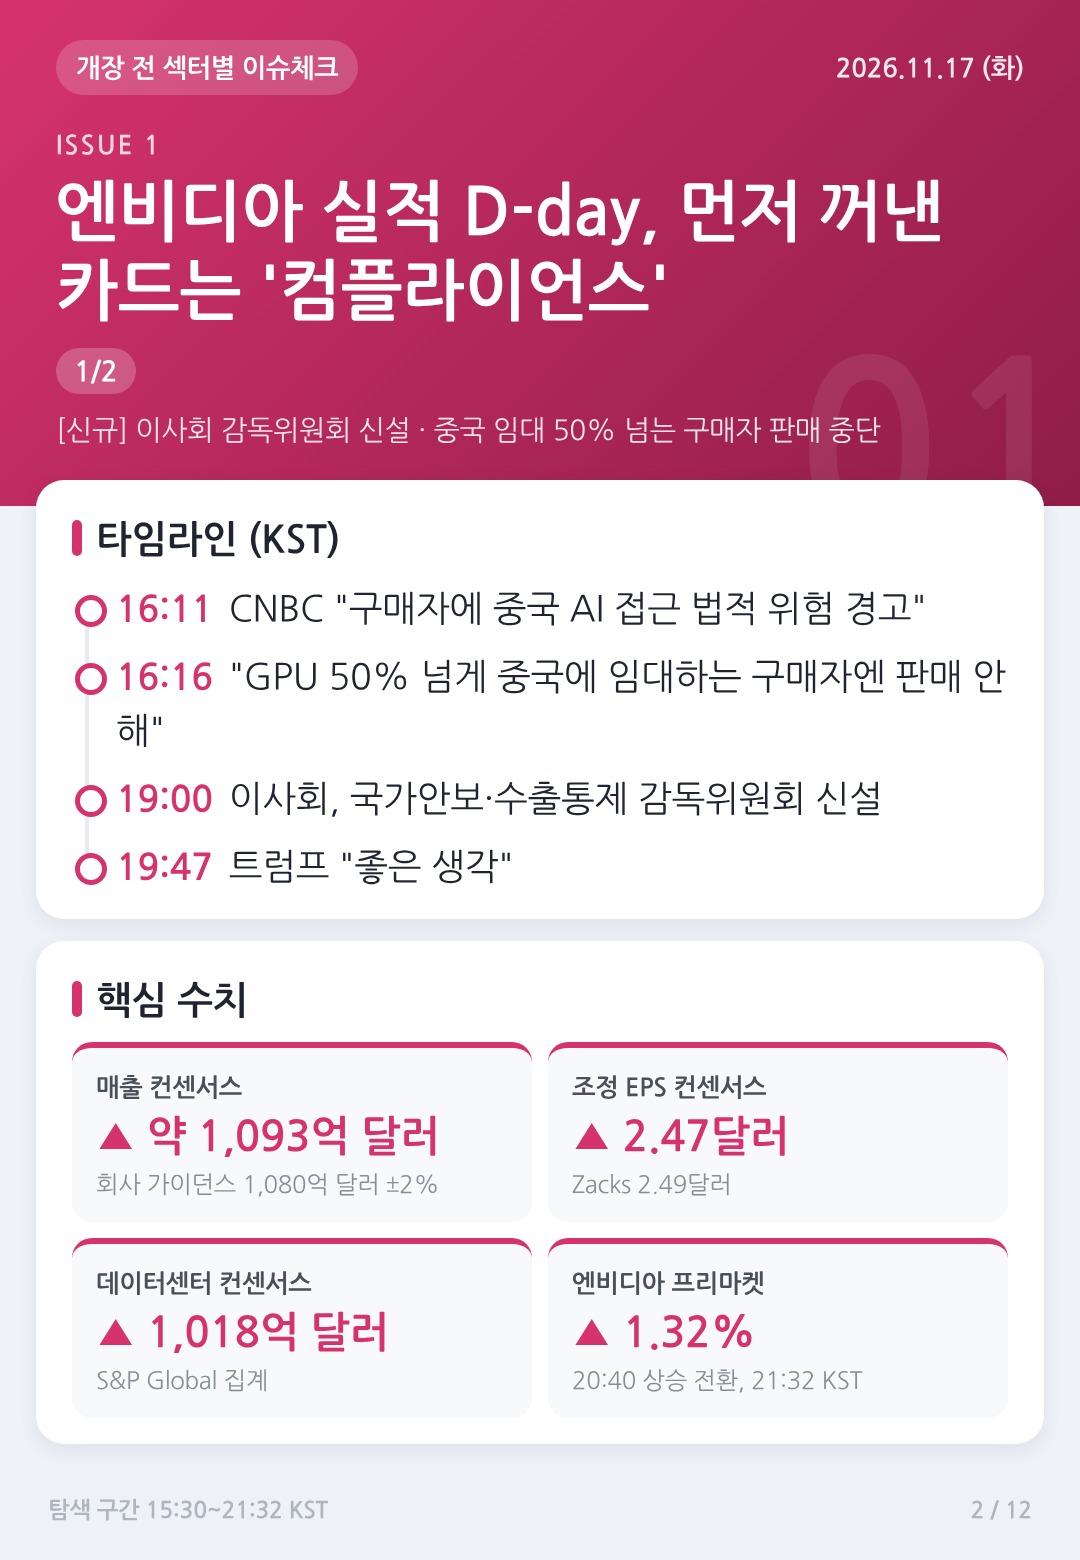 개장 전 섹터별 이슈체크
2026.11.17 (화)
ISSUE 1
엔비디아 실적 D-day, 먼저 꺼낸
카드는 '컴플라이언스'
1/2
[신규] 이사회 감독위원회 신설 · 중국 임대 50% 넘는 구매자 판매 중단
01
타임라인 (KST)
16:11 CNBC "구매자에 중국 AI 접근 법적 위험 경고"
16:16 "GPU 50% 넘게 중국에 임대하는 구매자엔 판매 안
해"
19:00 이사회, 국가안보·수출통제 감독위원회 신설
19:47 트럼프 "좋은 생각"
핵심 수치
매출 컨센서스
▲ 약 1,093억 달러
회사 가이던스 1,080억 달러 ±2%
조정 EPS 컨센서스
▲ 2.47달러
Zacks 2.49달러
데이터센터 컨센서스
▲ 1,018억 달러
S&P Global 집계
엔비디아 프리마켓
▲ 1.32%
20:40 상승 전환, 21:32 KST
탐색 구간 15:30~21:32 KST
2 / 12